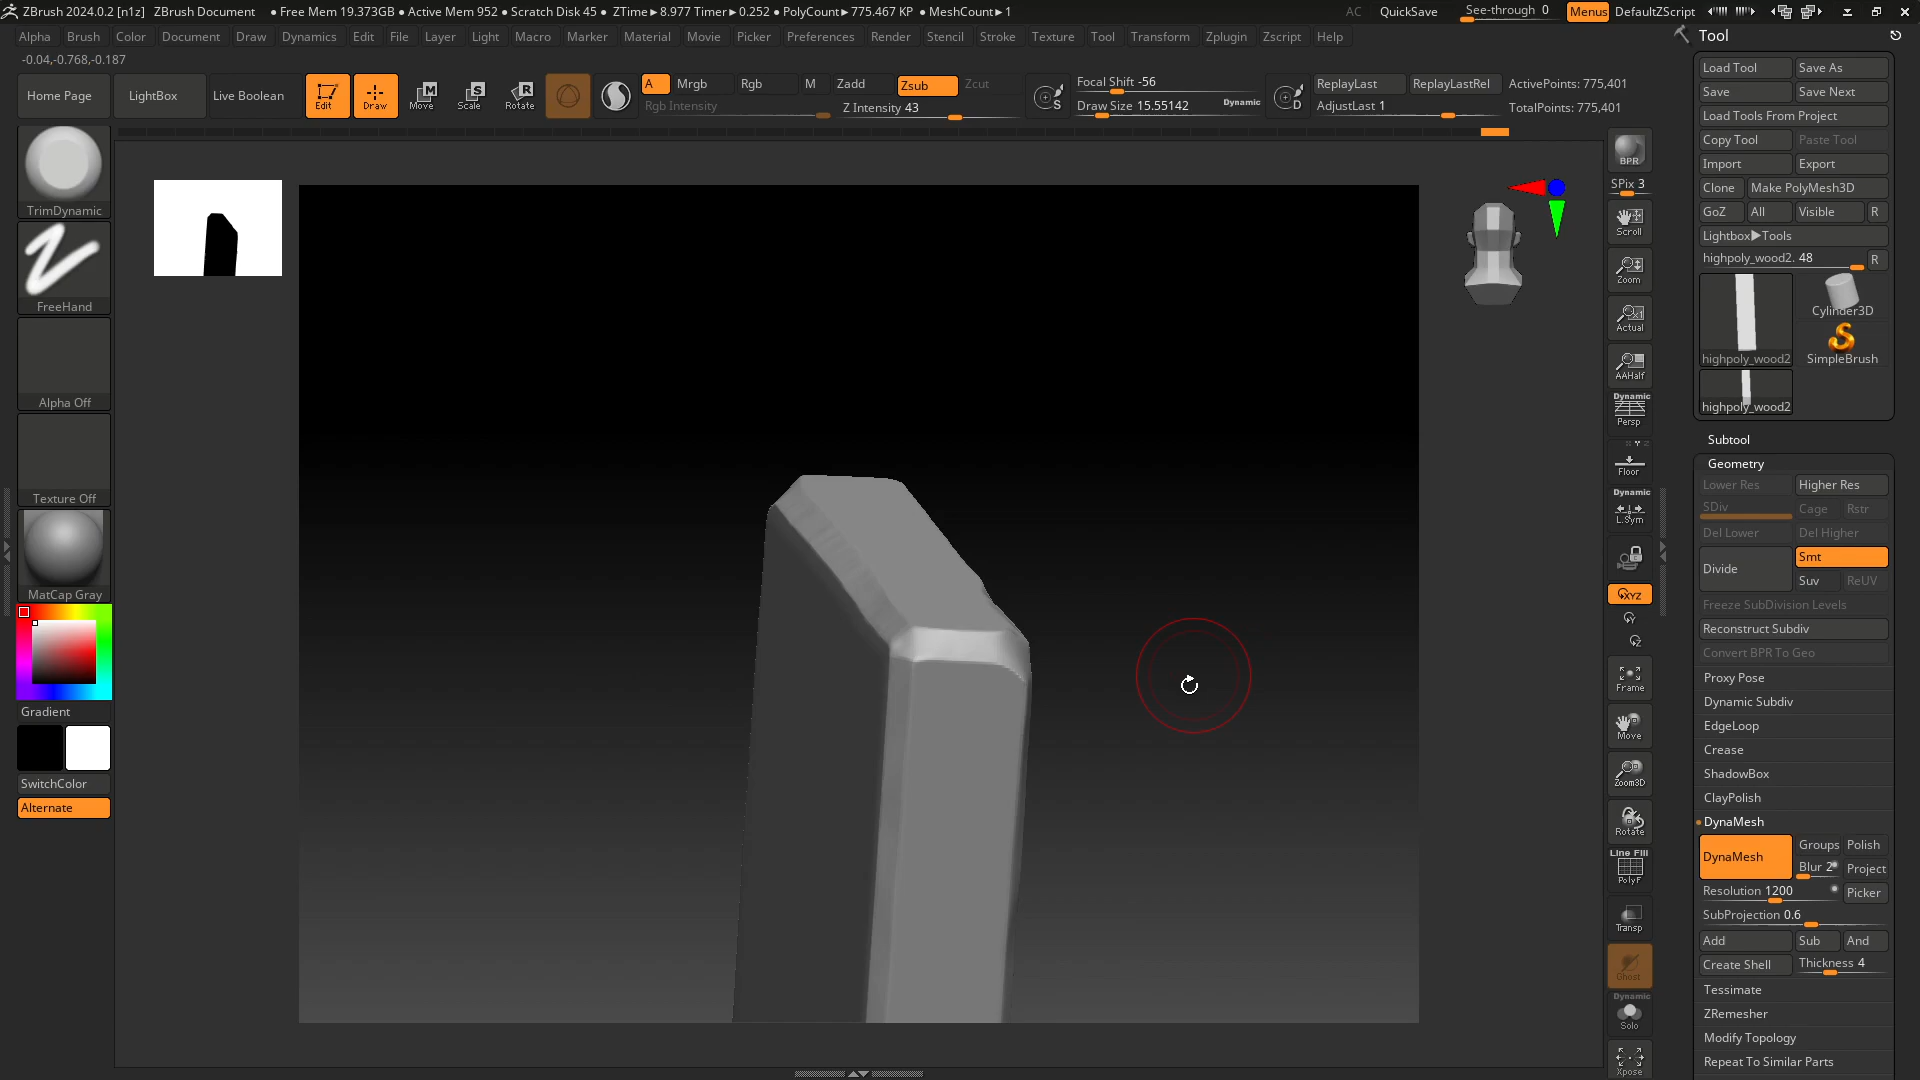 ZBrush 2024.0.2 [n1z] ZBrush Document ● Free Mem 19.373GB ● Active Mem 952 ● Scratch Disk 45 ● ZTime►8.977 Timer►0.252 ● PolyCount►775.467 KP ● MeshCount►1 AC QuickSave See-through 0 Menus DefaultZScript
Alpha Brush Color Document Draw Dynamics Edit File Layer Light Macro Marker Material Movie Picker Preferences Render Stencil Stroke Texture Tool Transform Zplugin Zscript Help
-0.04,-0.768,-0.187
Home Page LightBox Live Boolean Edit Draw Move Scale Rotate
A Mrgb Rgb M Zadd Zsub Zcut
Rgb Intensity Z Intensity 43
Focal Shift -56
Draw Size 15.55142 Dynamic
ReplayLast ReplayLastRel ActivePoints: 775,401
AdjustLast 1 TotalPoints: 775,401
TrimDynamic
FreeHand
Alpha Off
Texture Off
MatCap Gray
Gradient
SwitchColor
Alternate
BPR
SPix 3
Scroll
Zoom
Actual
AAHalf
Dynamic
Persp
Floor
Dynamic
L.Sym
XYZ
Frame
Move
Zoom3D
Rotate
Line Fill
PolyF
Transp
Ghost
Dynamic
Solo
Xpose
Tool
Load Tool Save As
Save Save Next
Load Tools From Project
Copy Tool Paste Tool
Import Export
Clone Make PolyMesh3D
GoZ All Visible R
Lightbox►Tools
highpoly_wood2. 48 R
Cylinder3D
highpoly_wood2 SimpleBrush
highpoly_wood2
Subtool
Geometry
Lower Res Higher Res
SDiv Cage Rstr
Del Lower Del Higher
Divide Smt
Suv ReUV
Freeze SubDivision Levels
Reconstruct Subdiv
Convert BPR To Geo
Proxy Pose
Dynamic Subdiv
EdgeLoop
Crease
ShadowBox
ClayPolish
DynaMesh
DynaMesh Groups Polish
Blur 2 Project
Resolution 1200 Picker
SubProjection 0.6
Add Sub And
Create Shell Thickness 4
Tessimate
ZRemesher
Modify Topology
Repeat To Similar Parts